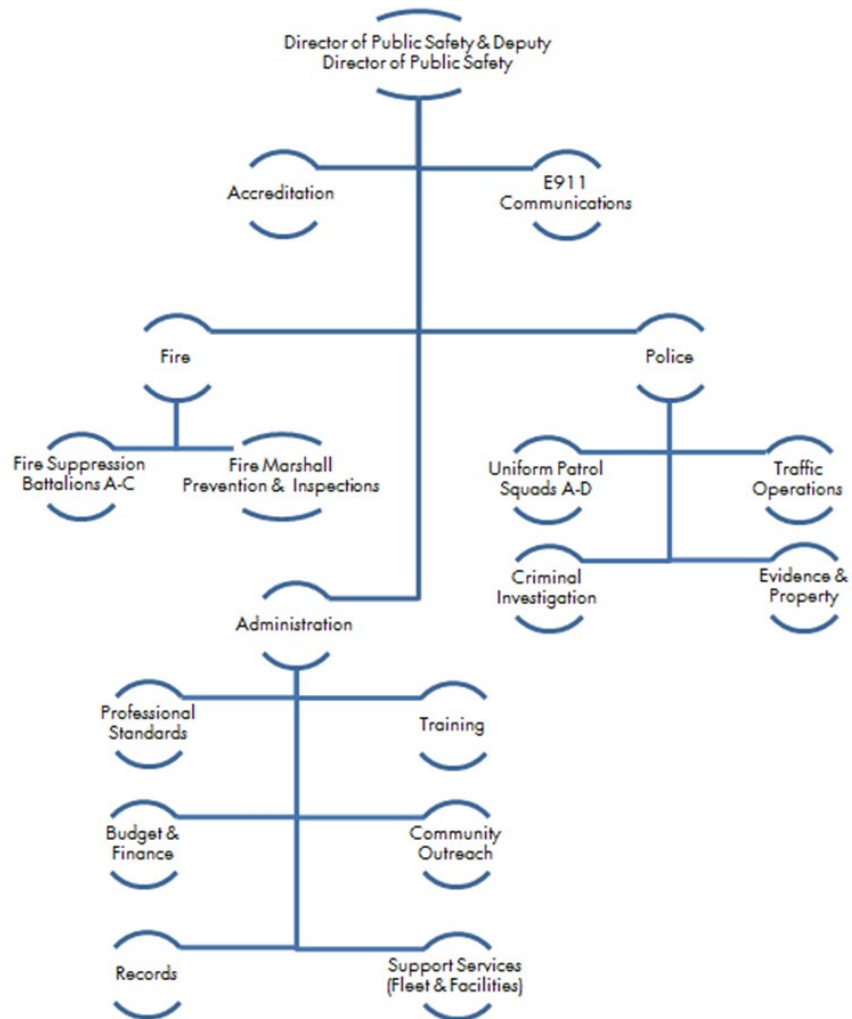 Director of Public Safety & Deputy
Director of Public Safety
Accreditation
E911
Communications
Fire
Police
Fire Suppression
Battalions A-C
Fire Marshall
Prevention & Inspections
Uniform Patrol
Squads A-D
Traffic
Operations
Criminal
Investigation
Evidence &
Property
Administration
Professional
Standards
Training
Budget &
Finance
Community
Outreach
Records
Support Services
(Fleet & Facilities)